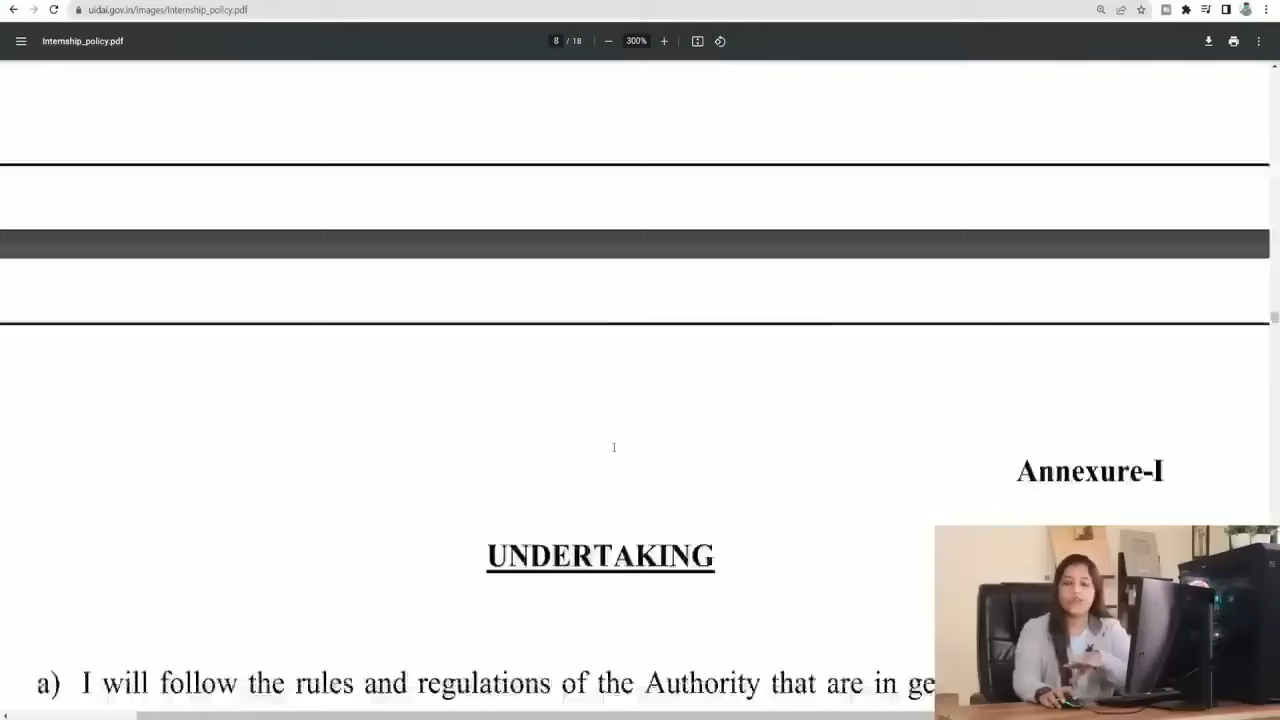 uidai.gov.in/images/Internship_policy.pdf
Internship_policy.pdf
8 / 18
300%
Annexure-I
UNDERTAKING
a) I will follow the rules and regulations of the Authority that are in ge